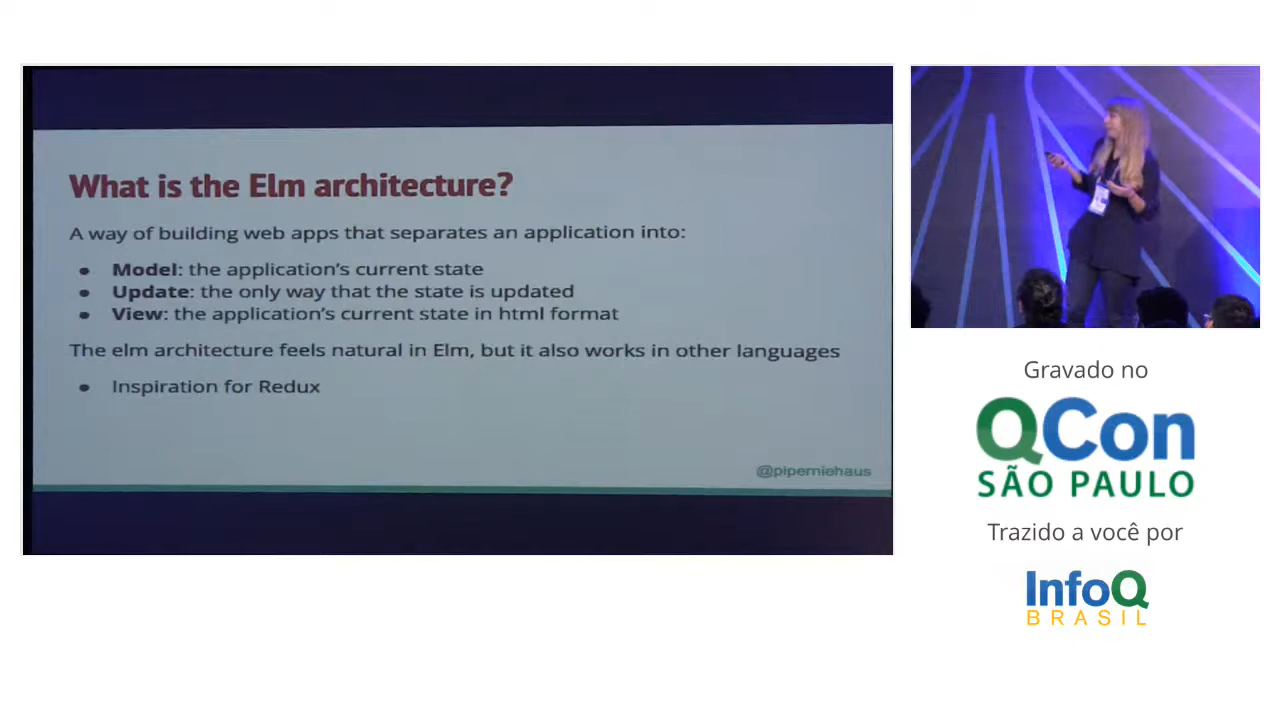 What is the Elm architecture?
A way of building web apps that separates an application into:
● Model: the application's current state
● Update: the only way that the state is updated
● View: the application's current state in html format
The elm architecture feels natural in Elm, but it also works in other languages
● Inspiration for Redux
@piperniehaus
Gravado no
QCon
SÃO PAULO
Trazido a você por
InfoQ
BRASIL